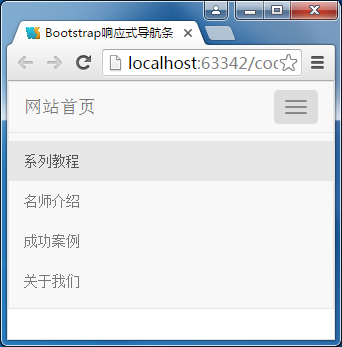 Bootstrap响应式导航条
localhost:63342/coc
网站首页
系列教程
名师介绍
成功案例
关于我们